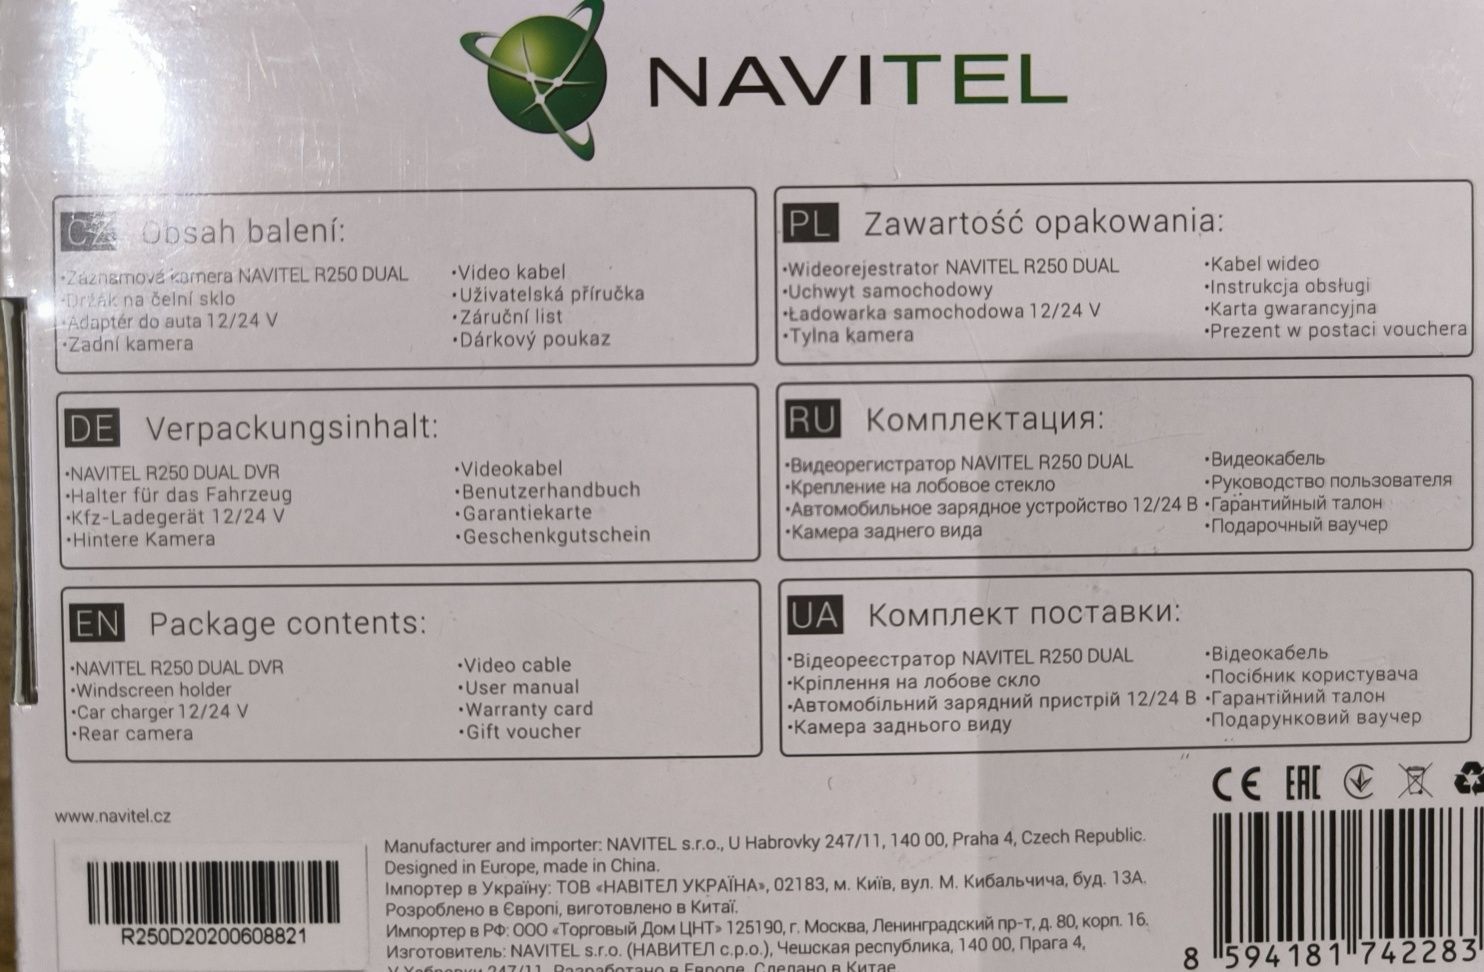 NAVITEL
CZ Obsah balení:
•Záznamová kamera NAVITEL R250 DUAL
•Držák na čelní sklo
•Adaptér do auta 12/24 V
•Zadní kamera
•Video kabel
•Uživatelská příručka
•Záruční list
•Dárkový poukaz
PL Zawartość opakowania:
•Wideorejestrator NAVITEL R250 DUAL
•Uchwyt samochodowy
•Ładowarka samochodowa 12/24 V
•Tylna kamera
•Kabel wideo
•Instrukcja obsługi
•Karta gwarancyjna
•Prezent w postaci vouchera
DE Verpackungsinhalt:
•NAVITEL R250 DUAL DVR
•Halter für das Fahrzeug
•Kfz-Ladegerät 12/24 V
•Hintere Kamera
•Videokabel
•Benutzerhandbuch
•Garantiekarte
•Geschenkgutschein
RU Комплектация:
•Видеорегистратор NAVITEL R250 DUAL
•Крепление на лобовое стекло
•Автомобильное зарядное устройство 12/24 В
•Камера заднего вида
•Видеокабель
•Руководство пользователя
•Гарантийный талон
•Подарочный ваучер
EN Package contents:
•NAVITEL R250 DUAL DVR
•Windscreen holder
•Car charger 12/24 V
•Rear camera
•Video cable
•User manual
•Warranty card
•Gift voucher
UA Комплект поставки:
•Відеореєстратор NAVITEL R250 DUAL
•Кріплення на лобове скло
•Автомобільний зарядний пристрій 12/24 В
•Камера заднього виду
•Відеокабель
•Посібник користувача
•Гарантійний талон
•Подарунковий ваучер
CE EAC
www.navitel.cz
R250D20200608821
Manufacturer and importer: NAVITEL s.r.o., U Habrovky 247/11, 140 00, Praha 4, Czech Republic.
Designed in Europe, made in China.
Імпортер в Україну: ТОВ «НАВІТЕЛ УКРАЇНА», 02183, м. Київ, вул. М. Кибальчича, буд. 13А.
Розроблено в Європі, виготовлено в Китаї.
Импортер в РФ: ООО «Торговый Дом ЦНТ» 125190, г. Москва, Ленинградский пр-т, д. 80, корп. 16.
Изготовитель: NAVITEL s.r.o. (НАВИТЕЛ с.р.о.), Чешская республика, 140 00, Прага 4,
У Хабровки 247/11. Разработано в Европе. Сделано в Китае.
8 594181 742283